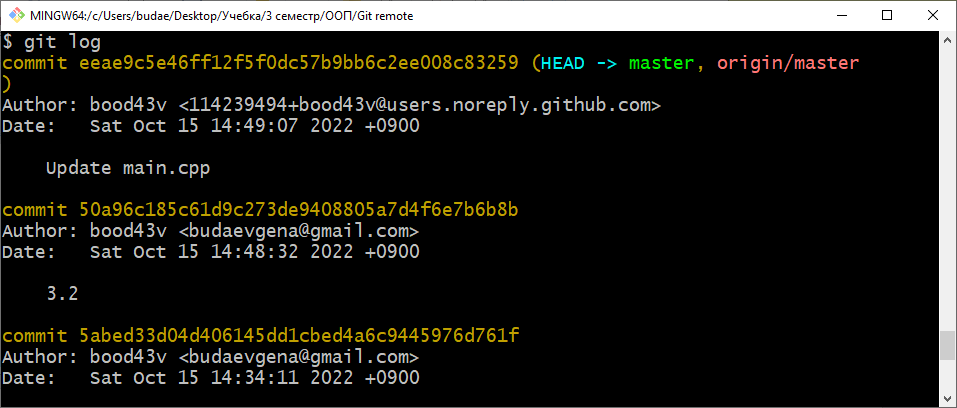 MINGW64:/c/Users/budae/Desktop/Учебка/3 семестр/ООП/Git remote
$ git log
commit eeae9c5e46ff12f5f0dc57b9bb6c2ee008c83259 (HEAD -> master, origin/master
)
Author: bood43v <114239494+bood43v@users.noreply.github.com>
Date:   Sat Oct 15 14:49:07 2022 +0900
    Update main.cpp
commit 50a96c185c61d9c273de9408805a7d4f6e7b6b8b
Author: bood43v <budaevgena@gmail.com>
Date:   Sat Oct 15 14:48:32 2022 +0900
    3.2
commit 5abed33d04d406145dd1cbed4a6c9445976d761f
Author: bood43v <budaevgena@gmail.com>
Date:   Sat Oct 15 14:34:11 2022 +0900